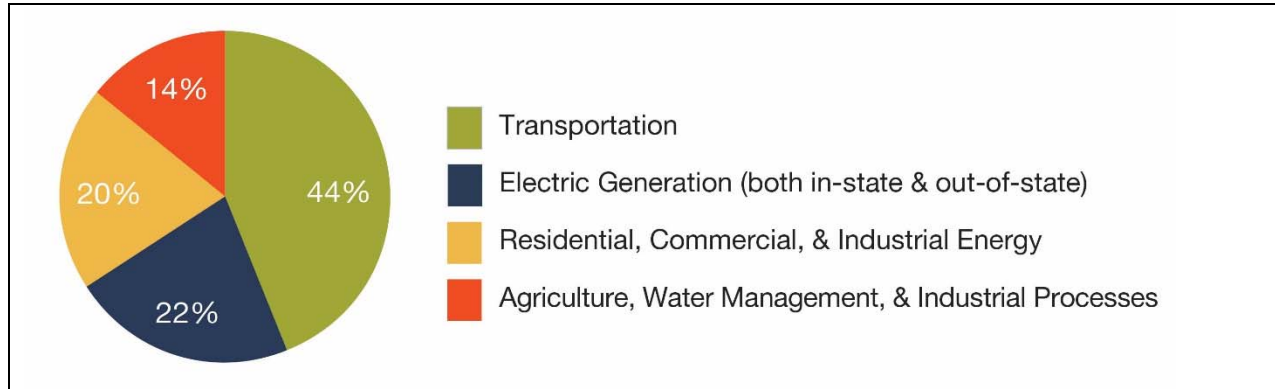 14%
44%
20%
22%
Transportation
Electric Generation (both in-state & out-of-state)
Residential, Commercial, & Industrial Energy
Agriculture, Water Management, & Industrial Processes